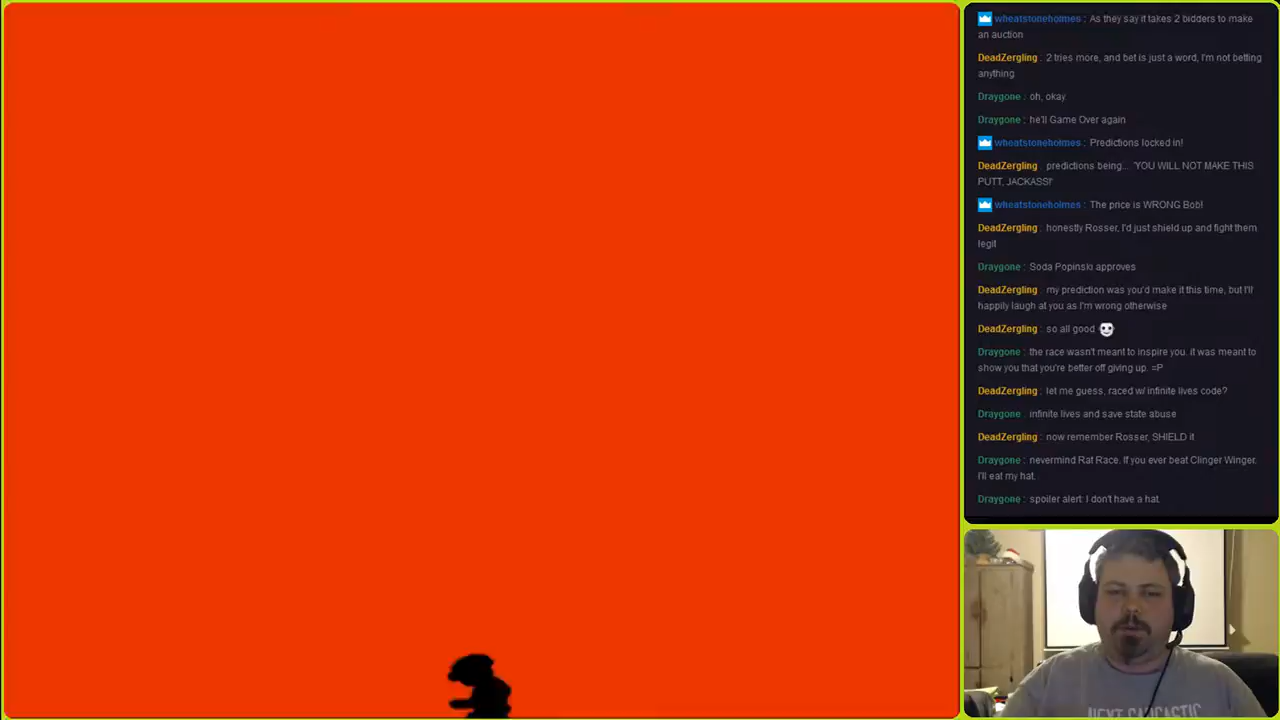 wheatstoneholmes : As they say it takes 2 bidders to make
an auction
DeadZergling : 2 tries more, and bet is just a word, I'm not betting
anything
Draygone : oh, okay.
Draygone : he'll Game Over again
wheatstoneholmes : Predictions locked in!
DeadZergling : predictions being... 'YOU WILL NOT MAKE THIS
PUTT, JACKASS!'
wheatstoneholmes : The price is WRONG Bob!
DeadZergling : honestly Rosser, I'd just shield up and fight them
legit
Draygone : Soda Popinski approves
DeadZergling : my prediction was you'd make it this time, but I'll
happily laugh at you as I'm wrong otherwise
DeadZergling : so all good
Draygone : the race wasn't meant to inspire you. it was meant to
show you that you're better off giving up. =P
DeadZergling : let me guess, raced w/ infinite lives code?
Draygone : infinite lives and save state abuse
DeadZergling : now remember Rosser, SHIELD it
Draygone : nevermind Rat Race. If you ever beat Clinger Winger.
I'll eat my hat.
Draygone : spoiler alert: I don't have a hat.
NEXT SARCASTIC